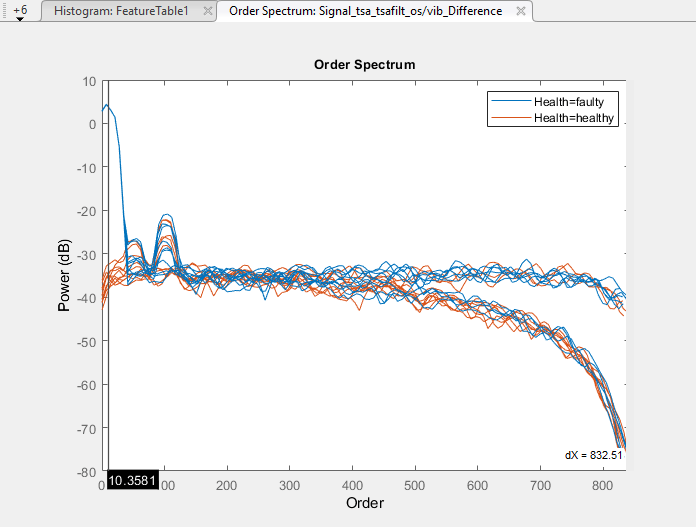 +6
Histogram: FeatureTable1
Order Spectrum: Signal_tsa_tsafilt_os/vib_Difference
Order Spectrum
Health=faulty
Health=healthy
10
0
-10
-20
-30
-40
-50
-60
-70
-80
Power (dB)
dX = 832.51
0
10.3581
00
200
300
400
500
600
700
800
Order